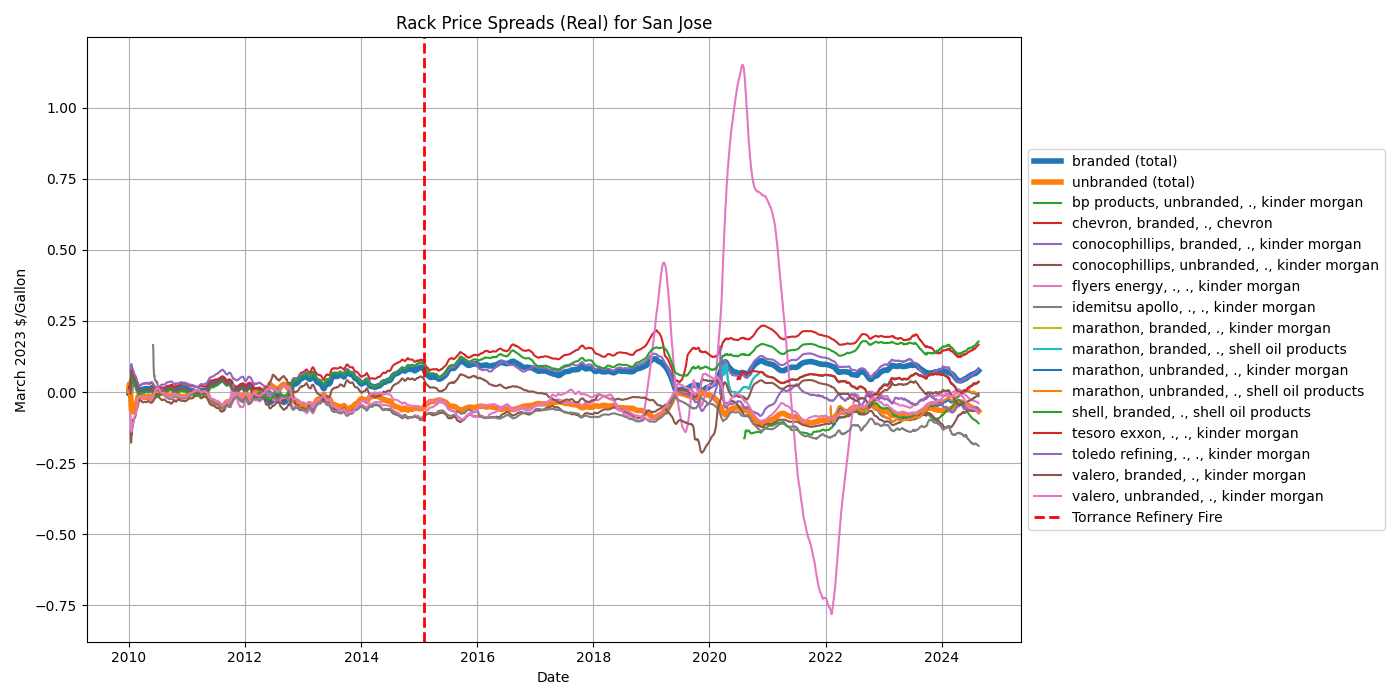 Rack Price Spreads (Real) for San Jose
March 2023 $/Gallon
1.00
0.75
0.50
0.25
0.00
−0.25
−0.50
−0.75
2010 2012 2014 2016 2018 2020 2022 2024
Date
branded (total)
unbranded (total)
bp products, unbranded, ., kinder morgan
chevron, branded, ., chevron
conocophillips, branded, ., kinder morgan
conocophillips, unbranded, ., kinder morgan
flyers energy, ., ., kinder morgan
idemitsu apollo, ., ., kinder morgan
marathon, branded, ., kinder morgan
marathon, branded, ., shell oil products
marathon, unbranded, ., kinder morgan
marathon, unbranded, ., shell oil products
shell, branded, ., shell oil products
tesoro exxon, ., ., kinder morgan
toledo refining, ., ., kinder morgan
valero, branded, ., kinder morgan
valero, unbranded, ., kinder morgan
Torrance Refinery Fire